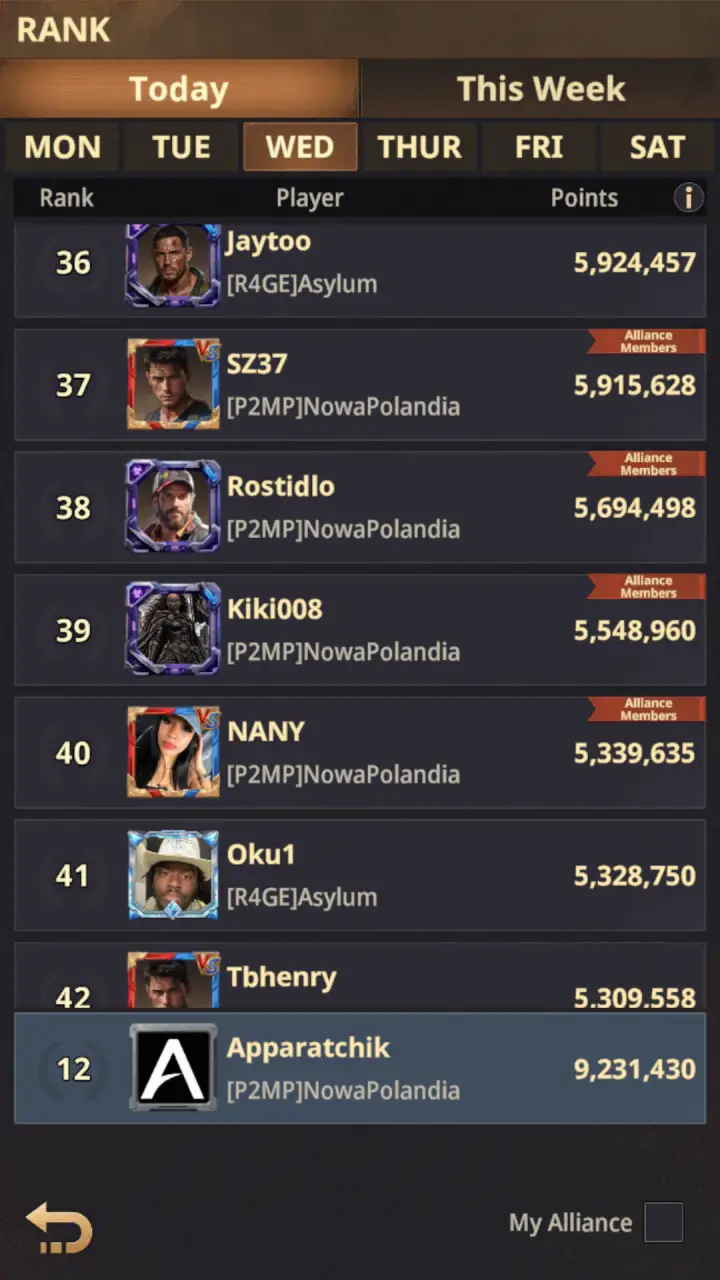 RANK
Today
This Week
MON TUE WED THUR FRI SAT
Rank Player Points i
36
Jaytoo
[R4GE]Asylum
5,924,457
Alliance
Members
37
SZ37
[P2MP]NowaPolandia
5,915,628
Alliance
Members
38
Rostidlo
[P2MP]NowaPolandia
5,694,498
Alliance
Members
39
Kiki008
[P2MP]NowaPolandia
5,548,960
Alliance
Members
40
NANY
[P2MP]NowaPolandia
5,339,635
41
Oku1
[R4GE]Asylum
5,328,750
42
Tbhenry
5,309,558
12
Apparatchik
[P2MP]NowaPolandia
9,231,430
My Alliance